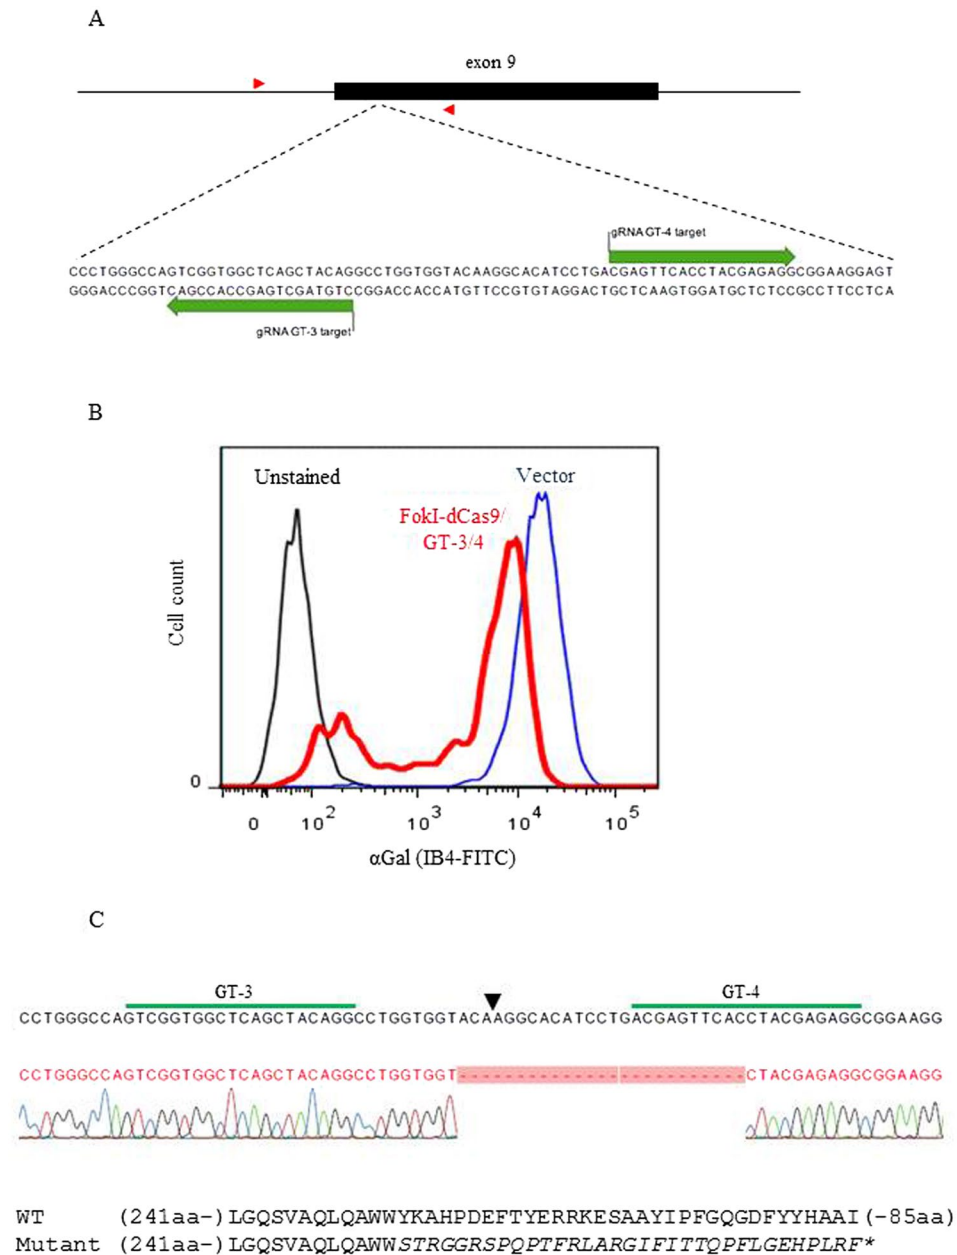 A
exon 9
gRNA GT-4 target
CCCTGGGCCAGTCGGTGGCTCAGCTACAGGCCTGGTGGTACAAGGCACATCCTGACGAGTTCACCTACGAGAGGCGGAAGGAGT
GGGACCCGGTCAGCCACCGAGTCGATGTCCGGACCACCATGTTCCGTGTAGGACTGCTCAAGTGGATGCTCTCCGCCTTCCTCA
gRNA GT-3 target
B
Unstained
Vector
FokI-dCas9/
GT-3/4
Cell count
0
0 10² 10³ 10⁴ 10⁵
αGal (IB4-FITC)
C
GT-3 GT-4
CCTGGGCCAGTCGGTGGCTCAGCTACAGGCCTGGTGGTACAAGGCACATCCTGACGAGTTCACCTACGAGAGGCGGAAGG
CCTGGGCCAGTCGGTGGCTCAGCTACAGGCCTGGTGGT-------------------------CTACGAGAGGCGGAAGG
WT (241aa-)LGQSVAQLQAWWYKAHPDEFTYERRKESAAYIPFGQGDFYYHAAI(-85aa)
Mutant (241aa-)LGQSVAQLQAWWSTRGGRSPQPTFRLARGIFITTQPFLGEHPLRF*